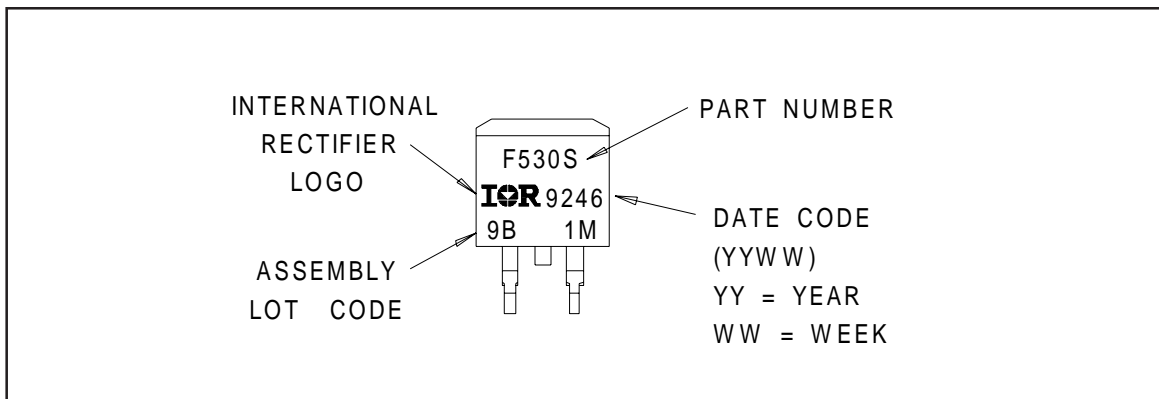 INTERNATIONAL
RECTIFIER
LOGO
ASSEMBLY
LOT CODE
F530S
IOR 9246
9B 1M
PART NUMBER
DATE CODE
(YYWW)
YY = YEAR
WW = WEEK